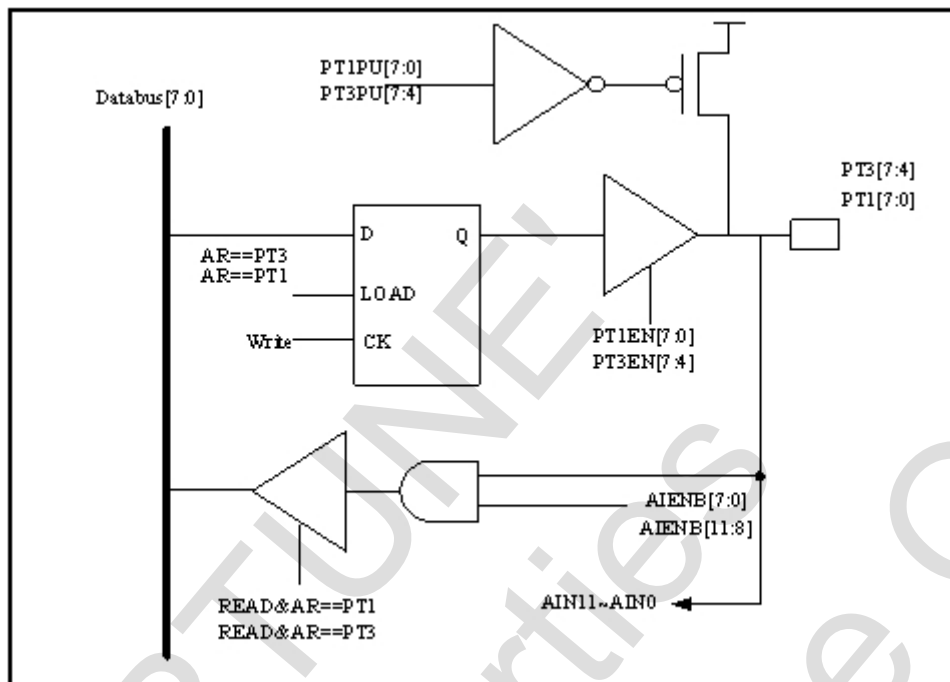 PT1PU[7:0]
PT3PU[7:4]
Databus[7:0]
PT3[7:4]
PT1[7:0]
D
Q
AR==PT3
AR==PT1
LOAD
Write
CK
PT1EN[7:0]
PT3EN[7:4]
AIENB[7:0]
AIENB[11:8]
READ&AR==PT1
READ&AR==PT3
AIN11~AIN0
TUNE'
rties